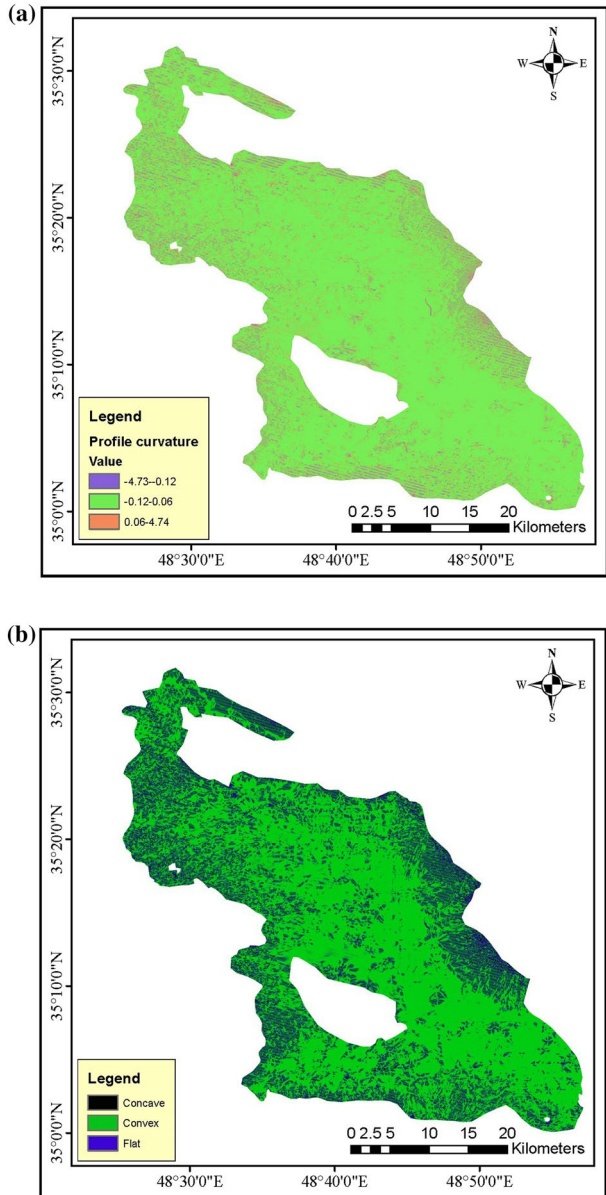 (a)
N
W E
S
35°30'0"N
35°20'0"N
35°10'0"N
35°0'0"N
Legend
Profile curvature
Value
-4.73--0.12
-0.12-0.06
0.06-4.74
0 2.5 5 10 15 20
Kilometers
48°30'0"E 48°40'0"E 48°50'0"E
(b)
N
W E
S
35°30'0"N
35°20'0"N
35°10'0"N
35°0'0"N
Legend
Concave
Convex
Flat
0 2.5 5 10 15 20
Kilometers
48°30'0"E 48°40'0"E 48°50'0"E